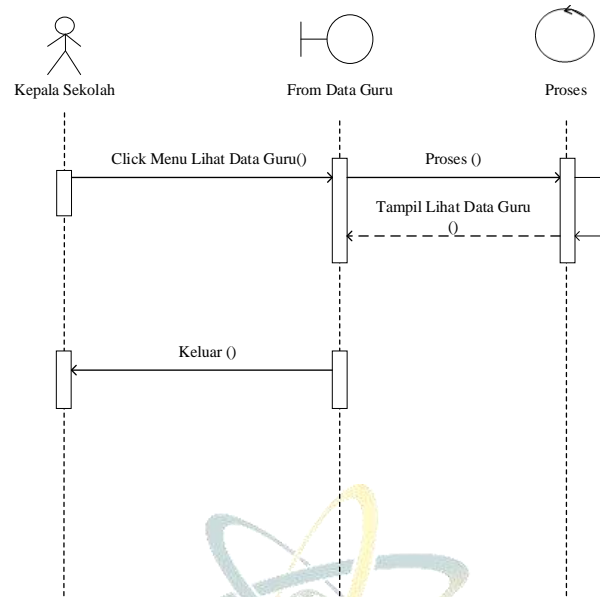 Kepala Sekolah
From Data Guru
Proses
Click Menu Lihat Data Guru()
Proses ()
Tampil Lihat Data Guru
()
Keluar ()